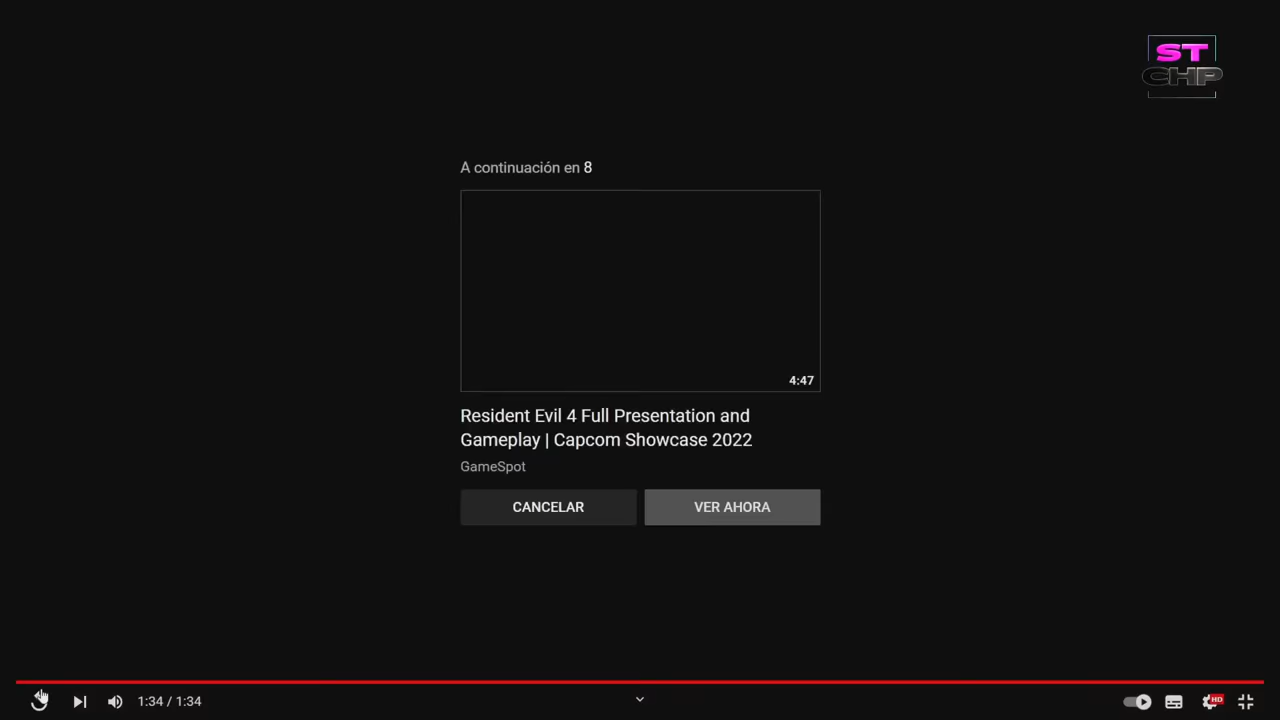 ST
CHP
A continuación en 8
4:47
Resident Evil 4 Full Presentation and
Gameplay | Capcom Showcase 2022
GameSpot
CANCELAR
VER AHORA
1:34 / 1:34
HD